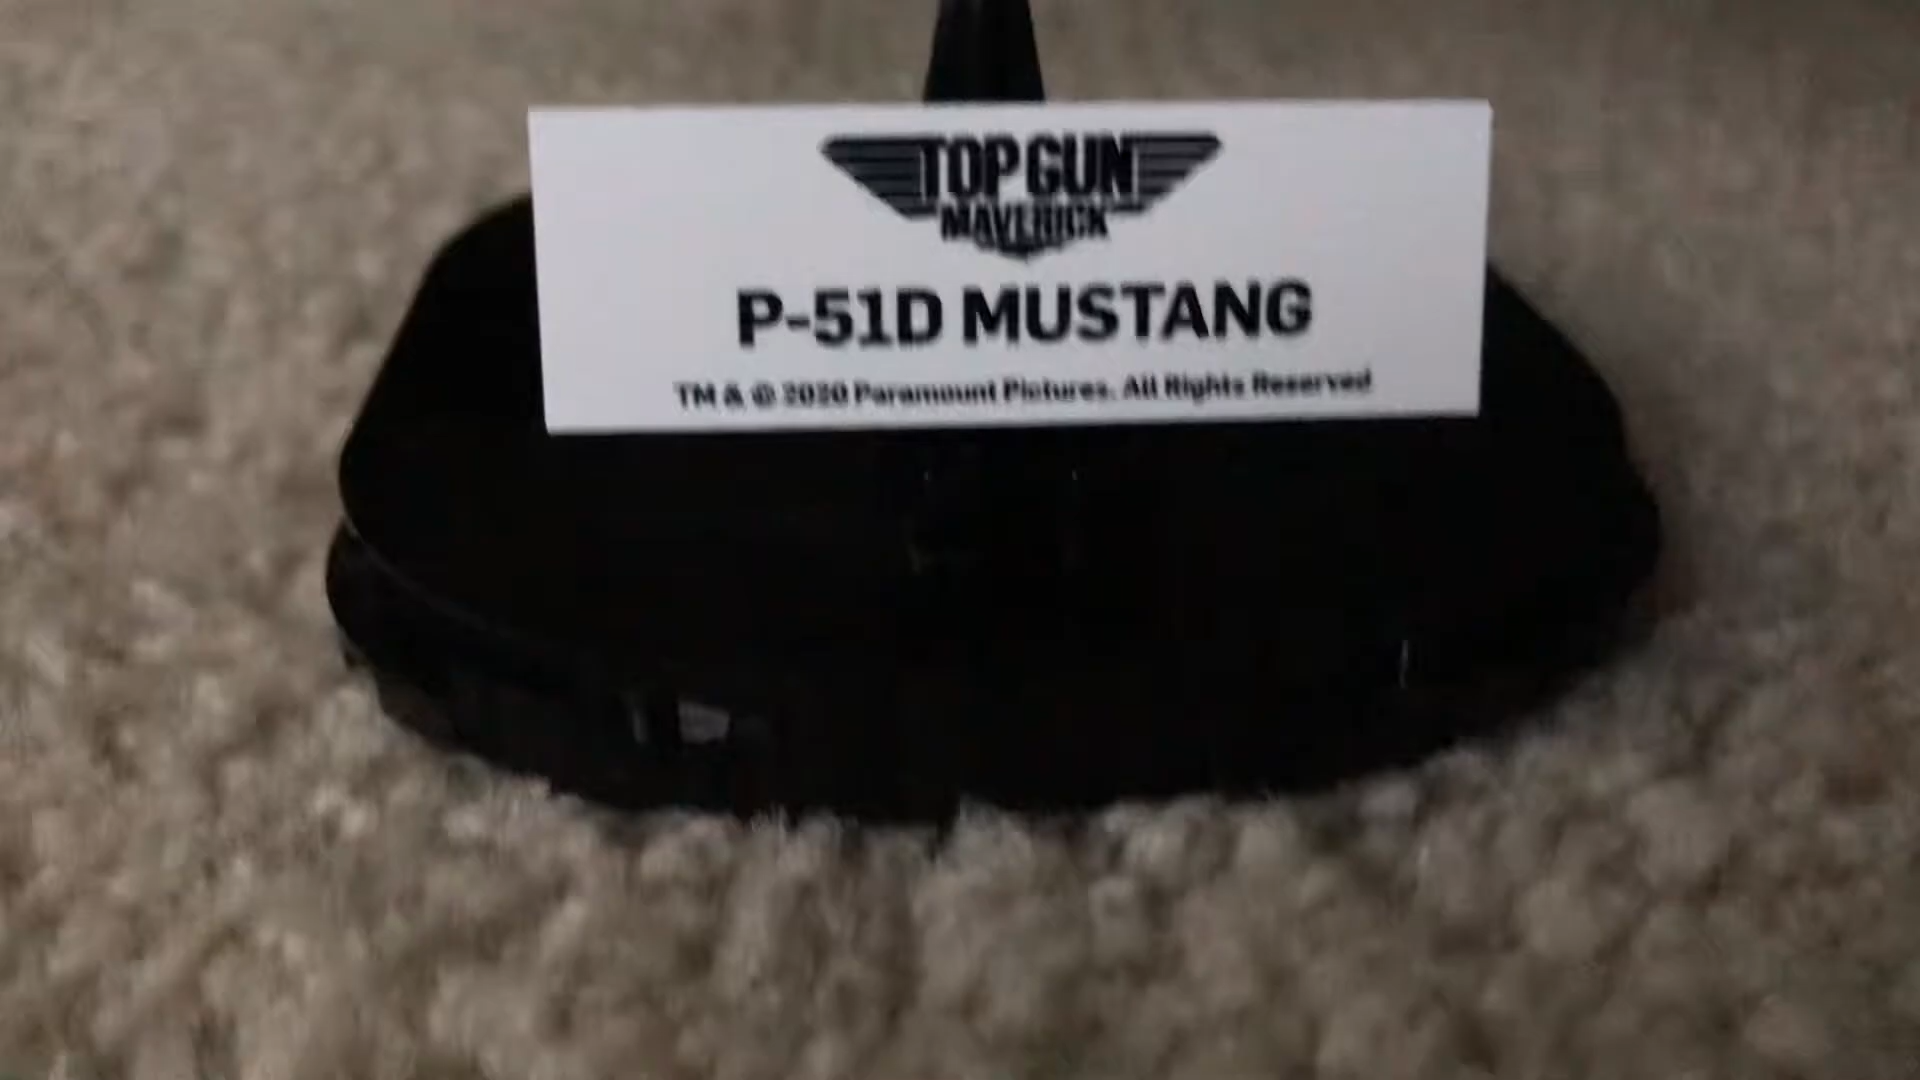 TOP GUN
MAVERICK
P-51D MUSTANG
TM & © 2020 Paramount Pictures. All Rights Reserved